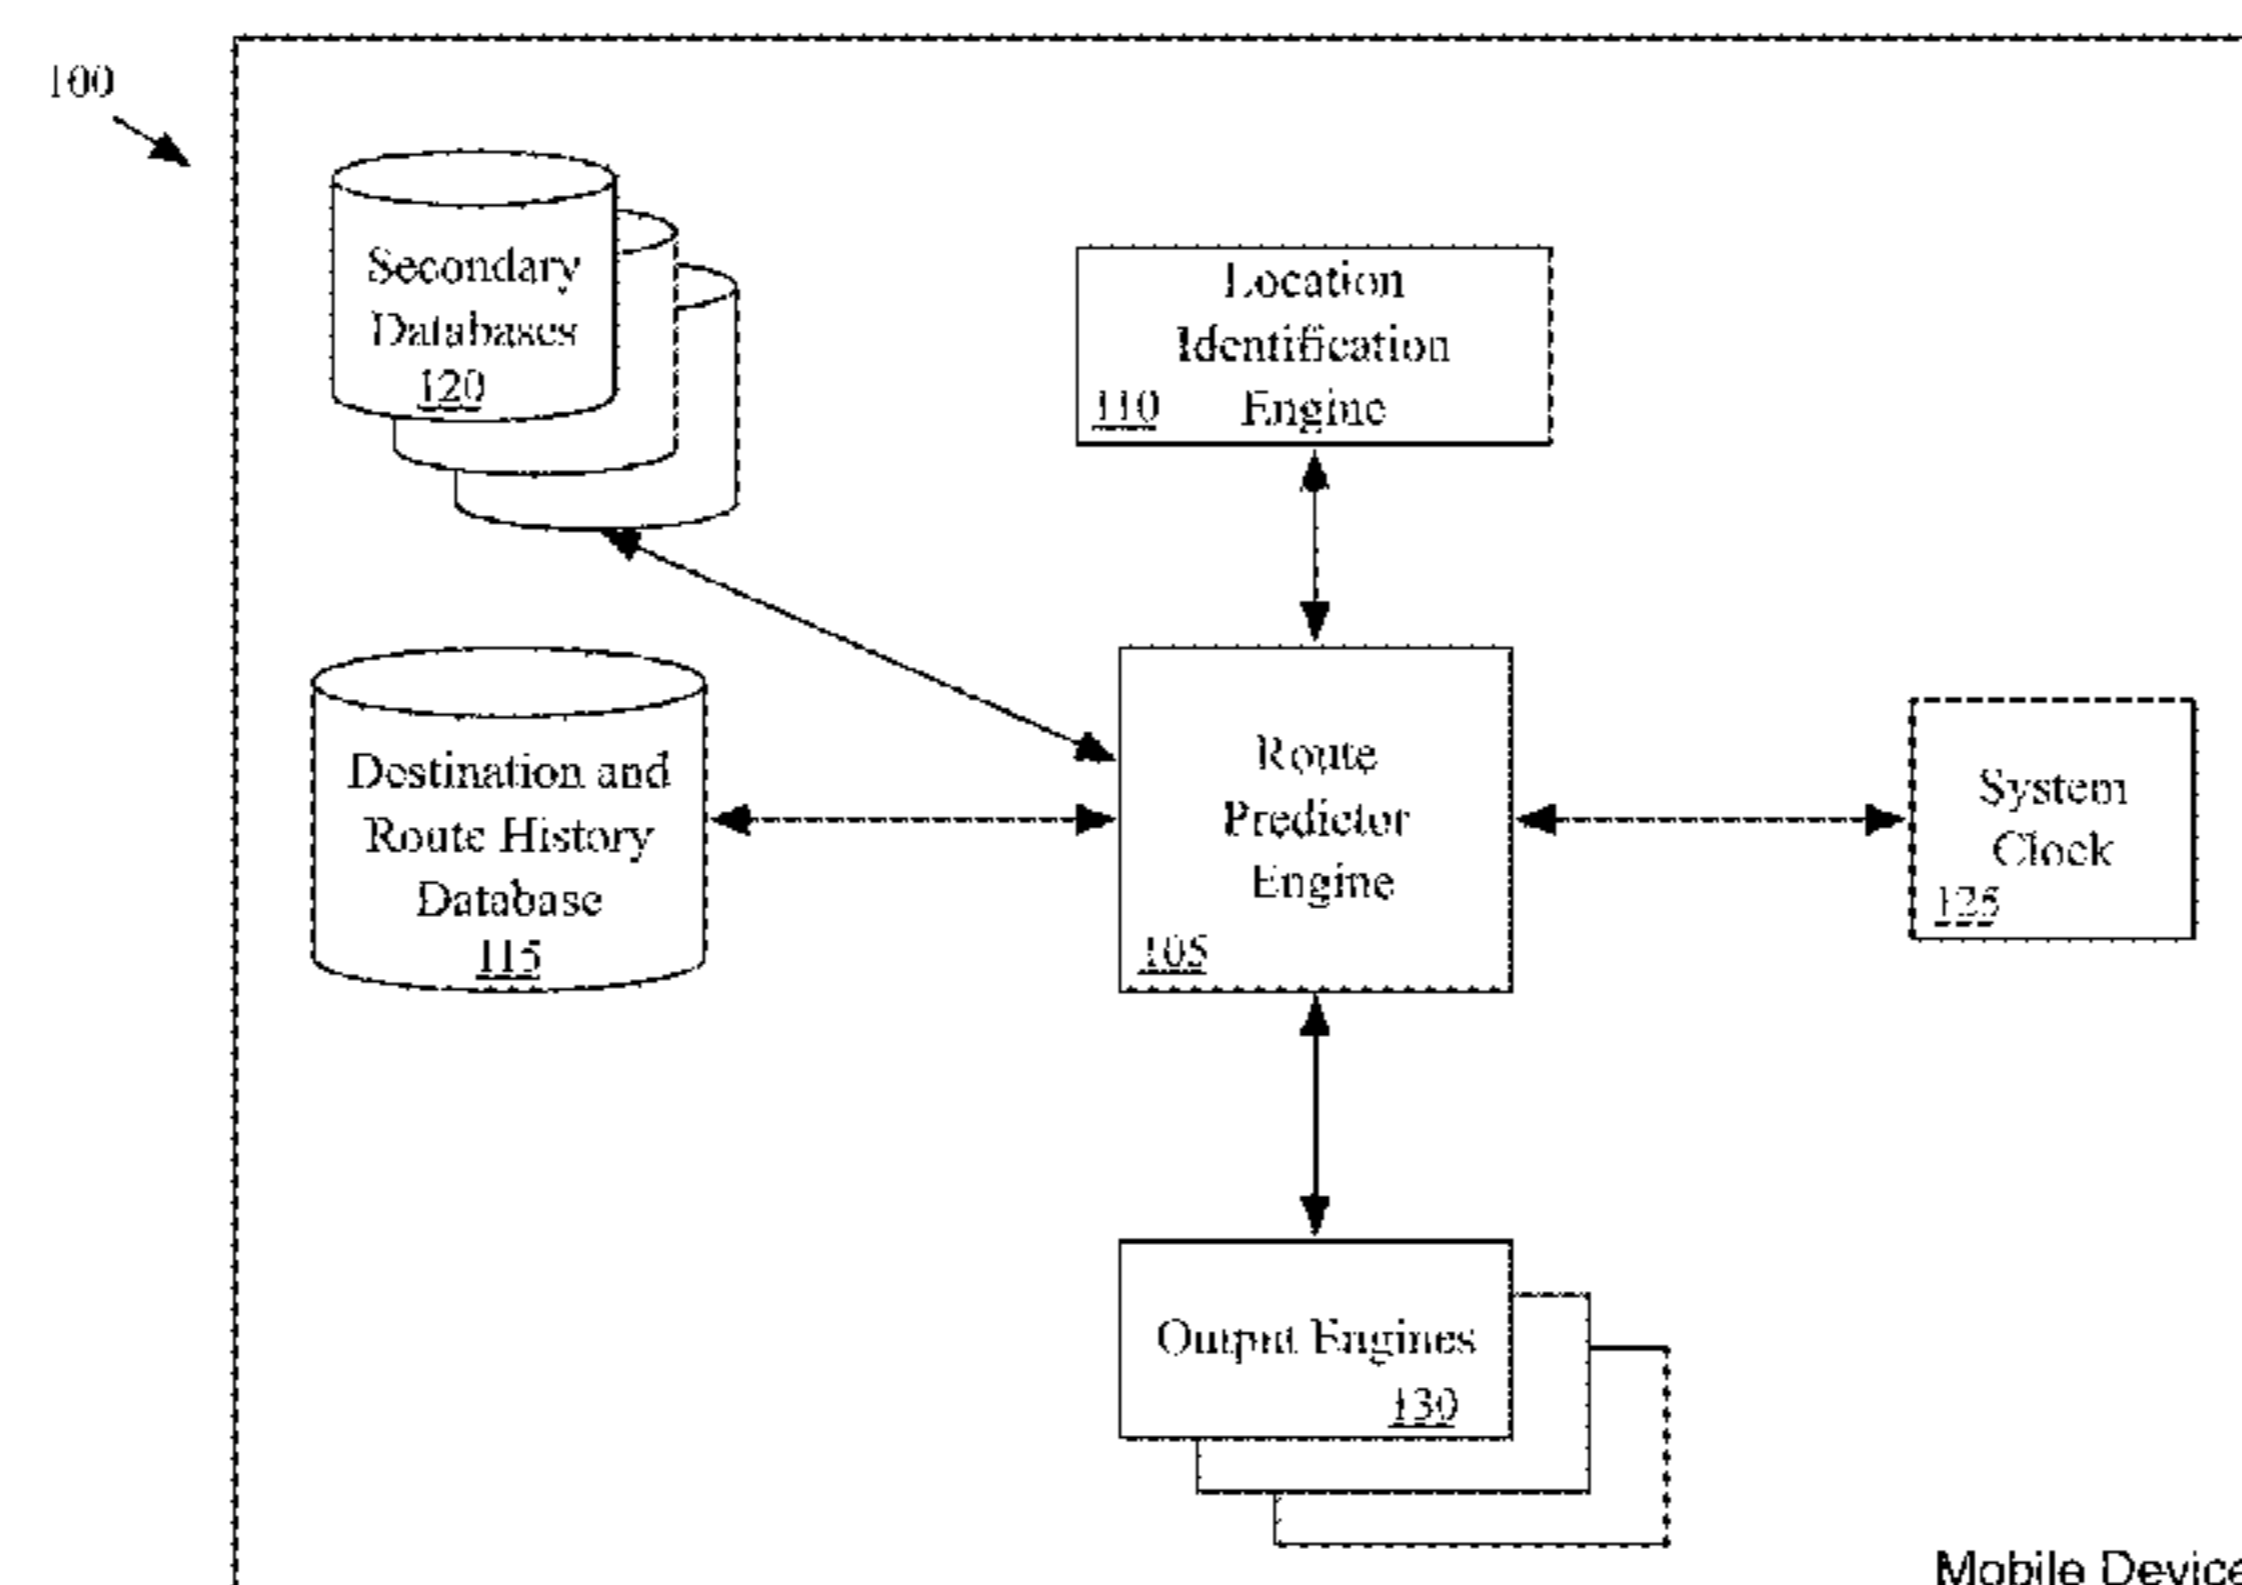 100
Secondary
Databases
120
Location
Identification
Engine
110
Destination and
Route History
Database
115
Route
Predictor
Engine
105
System
Clock
125
Output Engines
130
Mobile Device